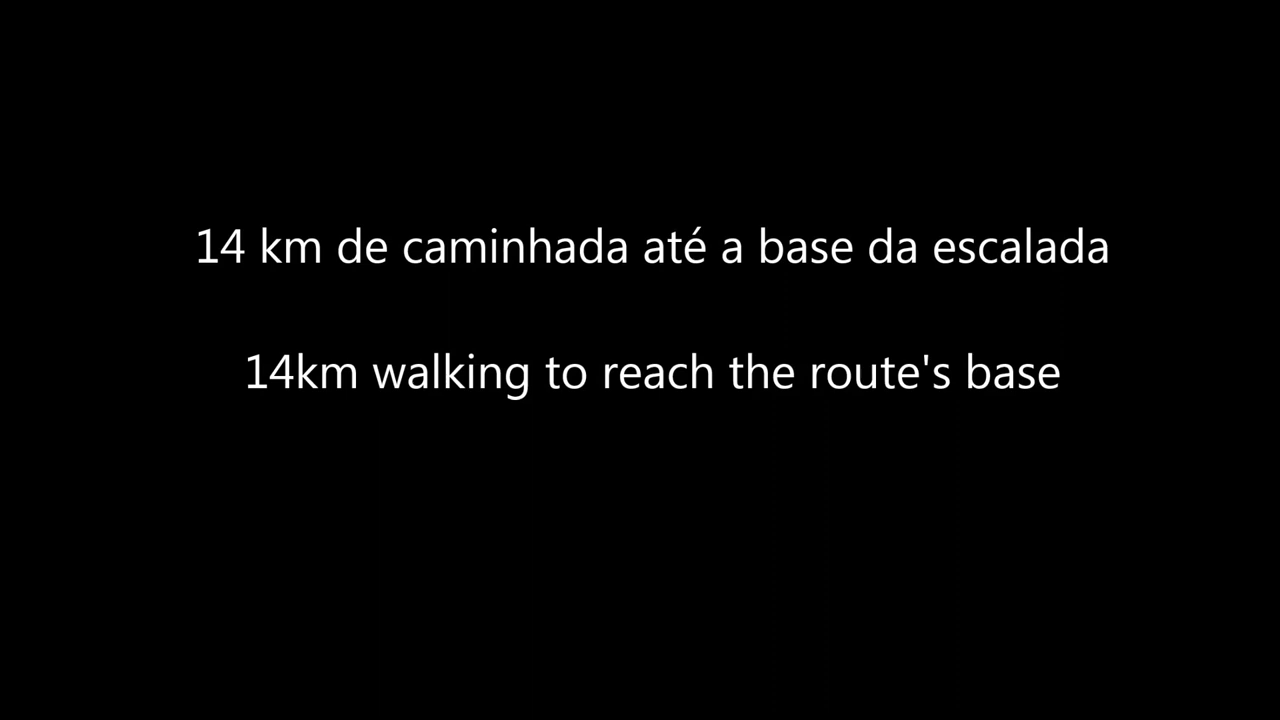 14 km de caminhada até a base da escalada
14km walking to reach the route's base